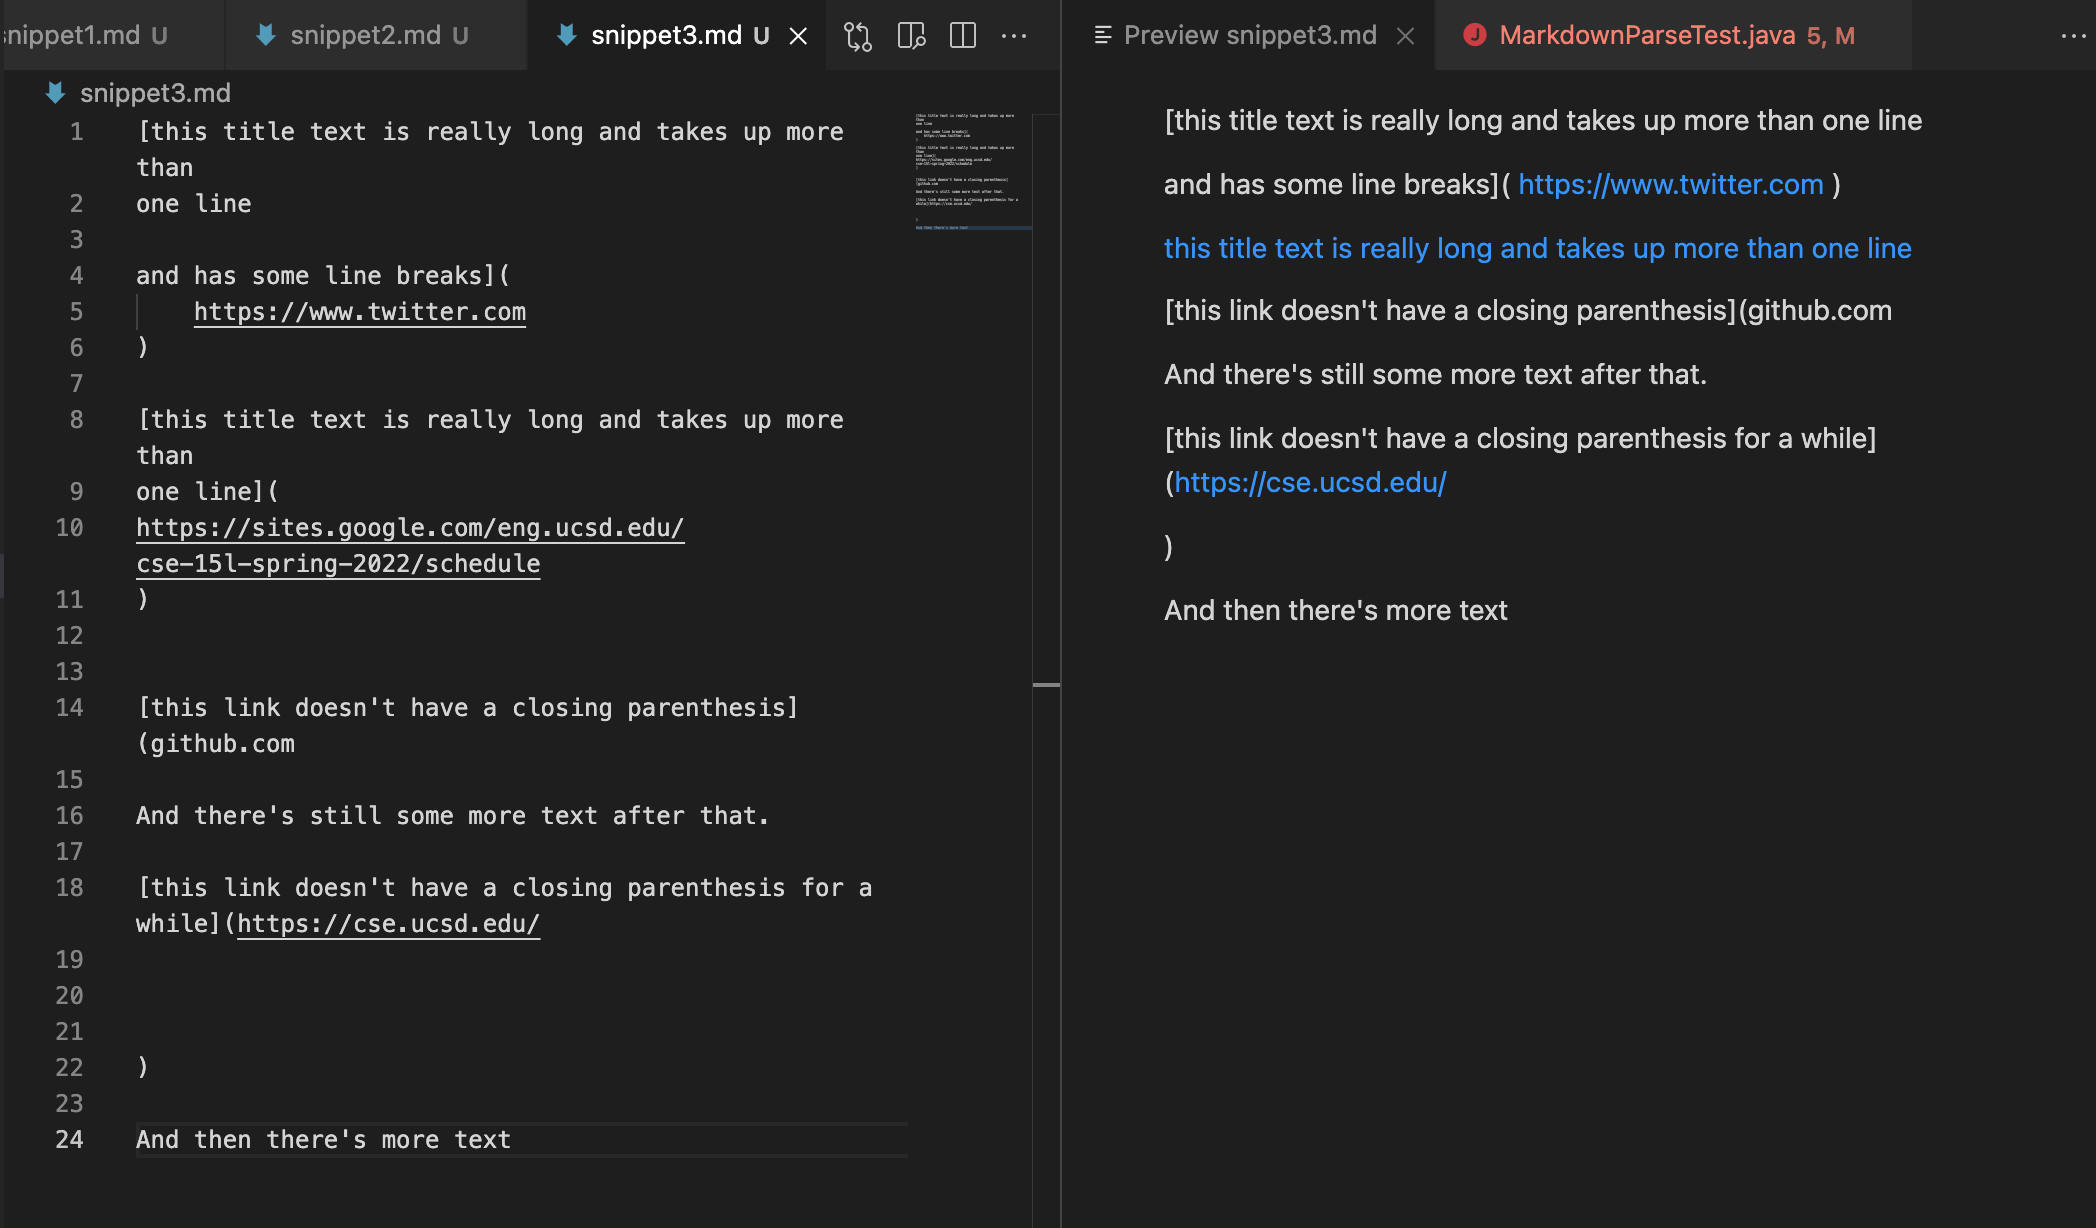 snippet1.md U
snippet2.md U
snippet3.md U
Preview snippet3.md
MarkdownParseTest.java 5, M
snippet3.md
1 [this title text is really long and takes up more
than
2 one line
3
4 and has some line breaks](
5 https://www.twitter.com
6 )
7
8 [this title text is really long and takes up more
than
9 one line](
10 https://sites.google.com/eng.ucsd.edu/
cse-15l-spring-2022/schedule
11 )
12
13
14 [this link doesn't have a closing parenthesis]
(github.com
15
16 And there's still some more text after that.
17
18 [this link doesn't have a closing parenthesis for a
while](https://cse.ucsd.edu/
19
20
21
22 )
23
24 And then there's more text
[this title text is really long and takes up more than one line
and has some line breaks]( https://www.twitter.com )
this title text is really long and takes up more than one line
[this link doesn't have a closing parenthesis](github.com
And there's still some more text after that.
[this link doesn't have a closing parenthesis for a while]
(https://cse.ucsd.edu/
)
And then there's more text